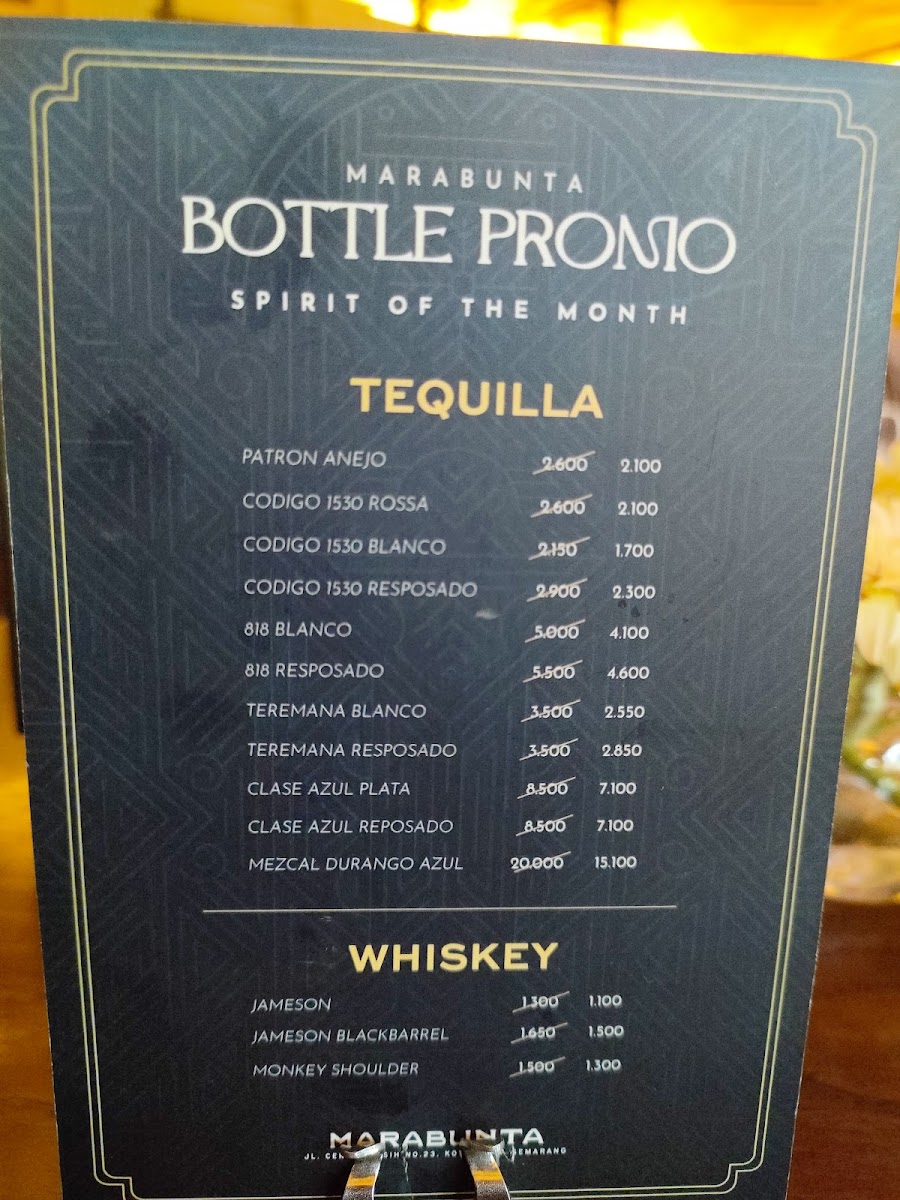 MARABUNTA
BOTTLE PROMO
SPIRIT OF THE MONTH
TEQUILLA
PATRON ANEJO 2.600 2.100
CODIGO 1530 ROSSA 2.600 2.100
CODIGO 1530 BLANCO 2.150 1.700
CODIGO 1530 RESPOSADO 2.900 2.300
818 BLANCO 5.000 4.100
818 RESPOSADO 5.500 4.600
TEREMANA BLANCO 3.500 2.550
TEREMANA RESPOSADO 3.500 2.850
CLASE AZUL PLATA 8.500 7.100
CLASE AZUL REPOSADO 8.500 7.100
MEZCAL DURANGO AZUL 20.000 15.100
WHISKEY
JAMESON 1.300 1.100
JAMESON BLACKBARREL 1.650 1.500
MONKEY SHOULDER 1.500 1.300
MARABUNTA
JL. NO.23, SEMARANG